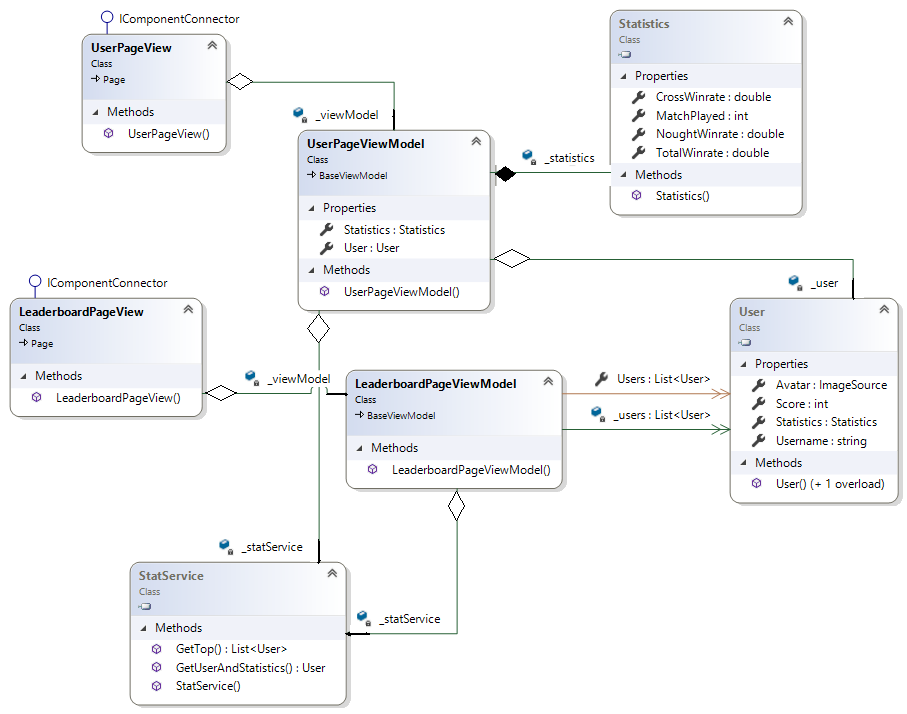 IComponentConnector
UserPageView
Class
Page
Methods
UserPageView()
_viewModel
UserPageViewModel
Class
BaseViewModel
Properties
Statistics : Statistics
User : User
Methods
UserPageViewModel()
_statistics
Statistics
Class
Properties
CrossWinrate : double
MatchPlayed : int
NoughtWinrate : double
TotalWinrate : double
Methods
Statistics()
_user
User
Class
Properties
Avatar : ImageSource
Score : int
Statistics : Statistics
Username : string
Methods
User() (+ 1 overload)
IComponentConnector
LeaderboardPageView
Class
Page
Methods
LeaderboardPageView()
_viewModel
LeaderboardPageViewModel
Class
BaseViewModel
Methods
LeaderboardPageViewModel()
Users : List<User>
_users : List<User>
_statService
_statService
StatService
Class
Methods
GetTop() : List<User>
GetUserAndStatistics() : User
StatService()